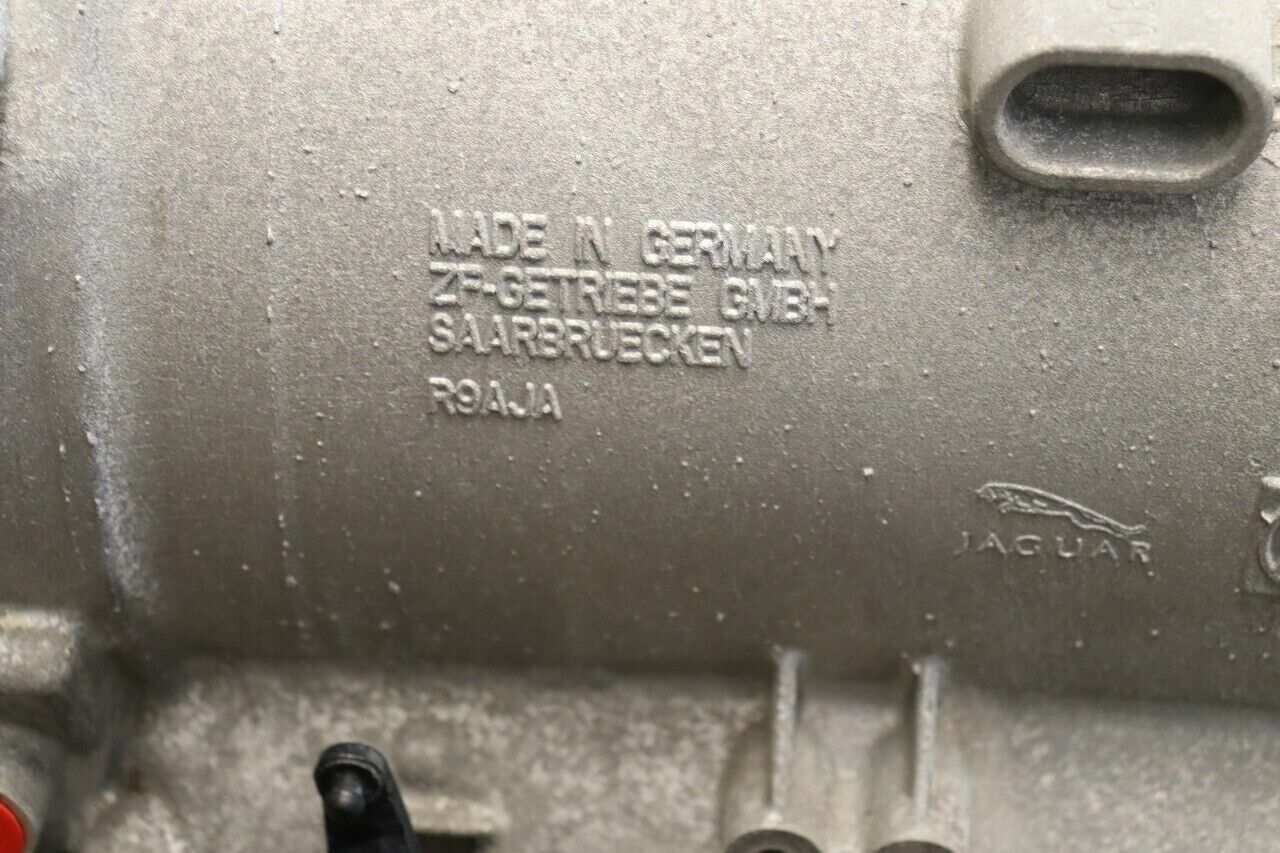 MADE IN GERMANY
ZF-GETRIEBE GMBH
SAARBRUECKEN
R9AJA
JAGUAR